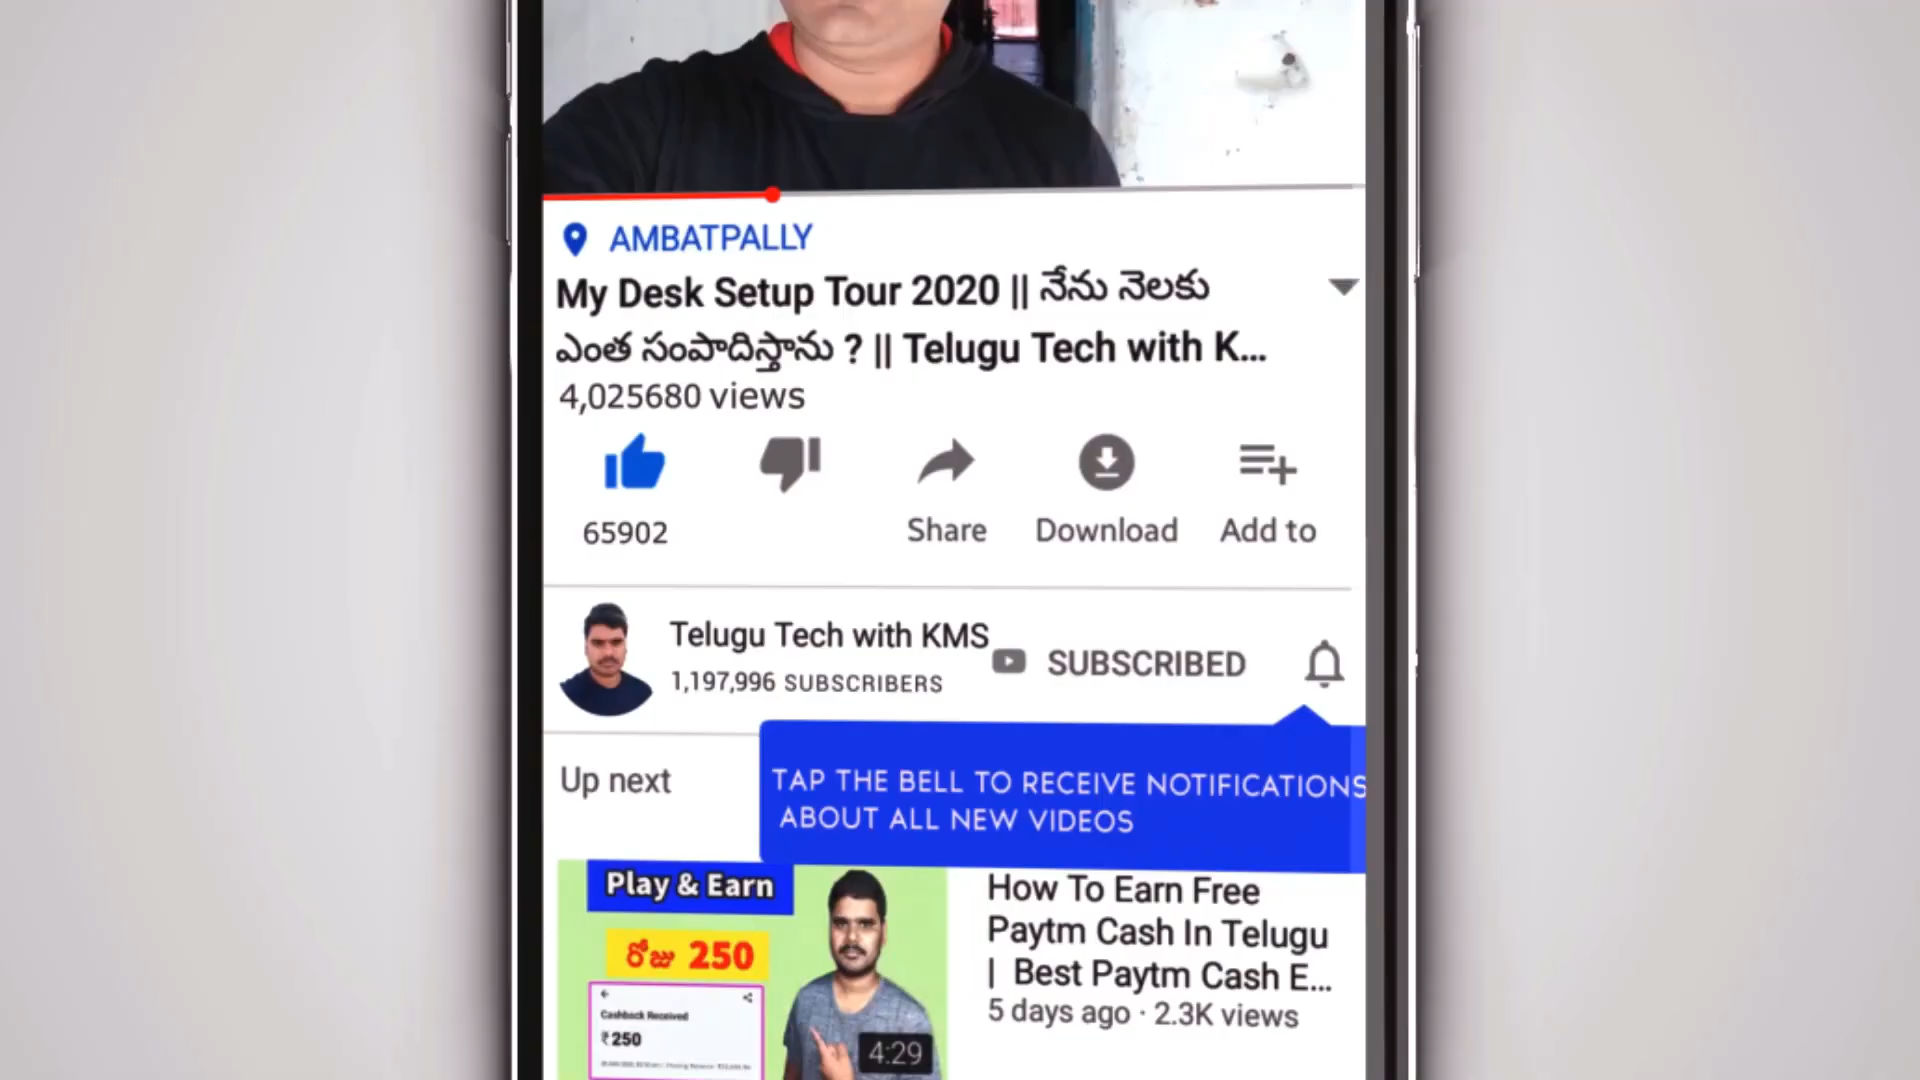 AMBATPALLY
My Desk Setup Tour 2020 || నేను నెలకు
ఎంత సంపాదిస్తాను ? || Telugu Tech with K...
4,025680 views
65902
Share
Download
Add to
Telugu Tech with KMS
1,197,996 SUBSCRIBERS
SUBSCRIBED
TAP THE BELL TO RECEIVE NOTIFICATIONS
ABOUT ALL NEW VIDEOS
Up next
Play & Earn
రోజు 250
Cashback Received
₹250
4:29
How To Earn Free
Paytm Cash In Telugu
| Best Paytm Cash E...
5 days ago · 2.3K views